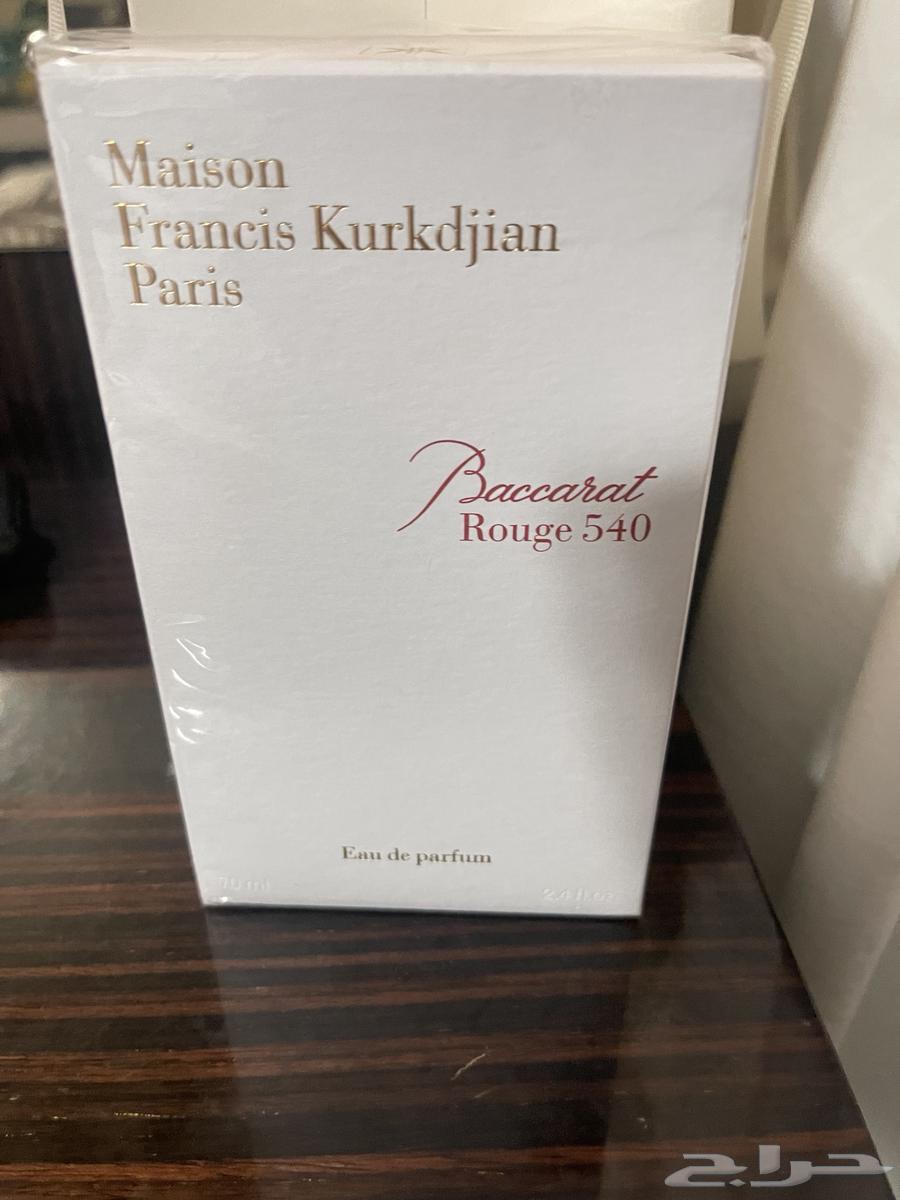 Maison
Francis Kurkdjian
Paris
Baccarat
Rouge 540
Eau de parfum
70 ml 2.4 fl.oz
حراج